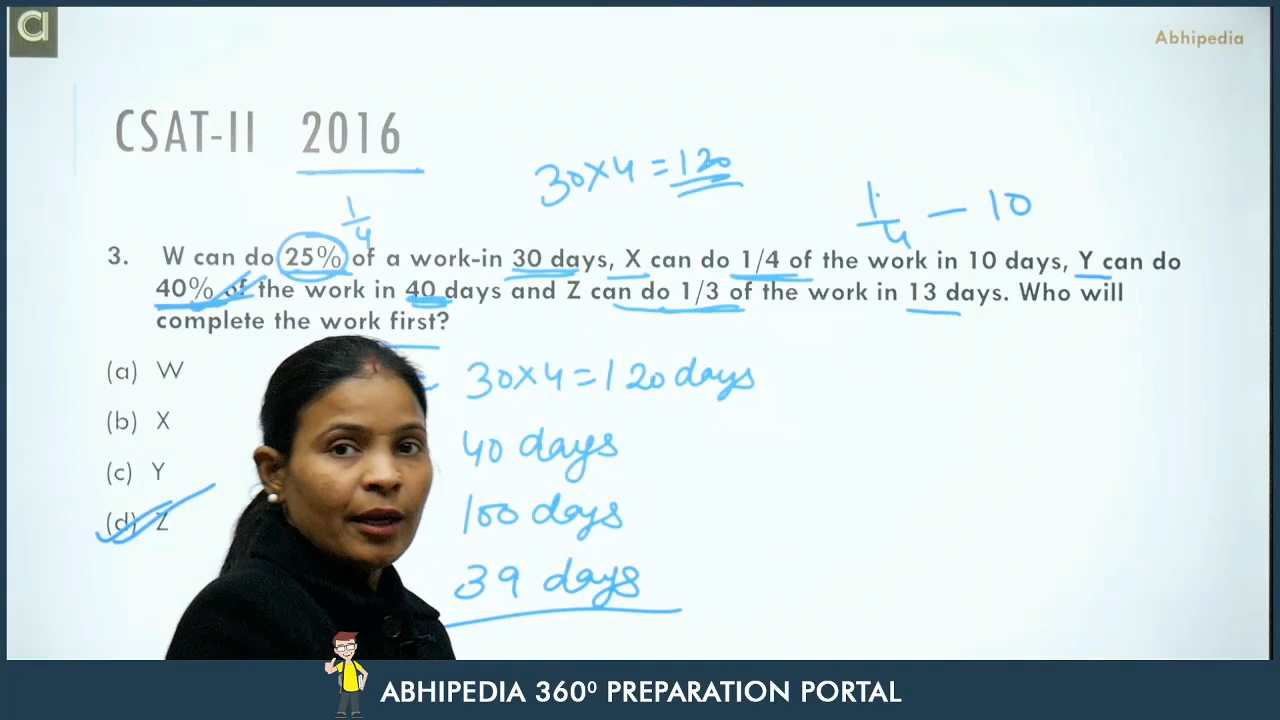 Abhipedia
CSAT-II 2016
30×4 = 120
1/4
1/4 — 10
3. W can do 25% of a work-in 30 days, X can do 1/4 of the work in 10 days, Y can do
40% of the work in 40 days and Z can do 1/3 of the work in 13 days. Who will
complete the work first?
(a) W
30×4=120 days
(b) X
40 days
(c) Y
100 days
(d) Z
39 days
ABHIPEDIA 360⁰ PREPARATION PORTAL